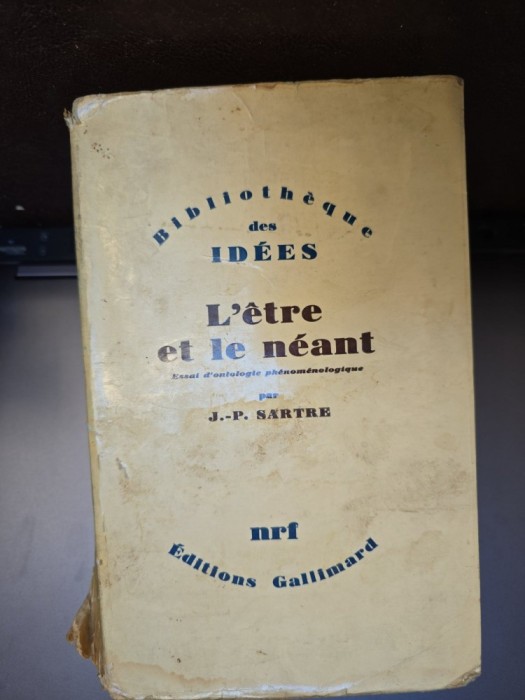 Bibliothèque
des
IDÉES
L'être
et le néant
Essai d'ontologie phénoménologique
par
J.-P. SARTRE
nrf
Éditions Gallimard